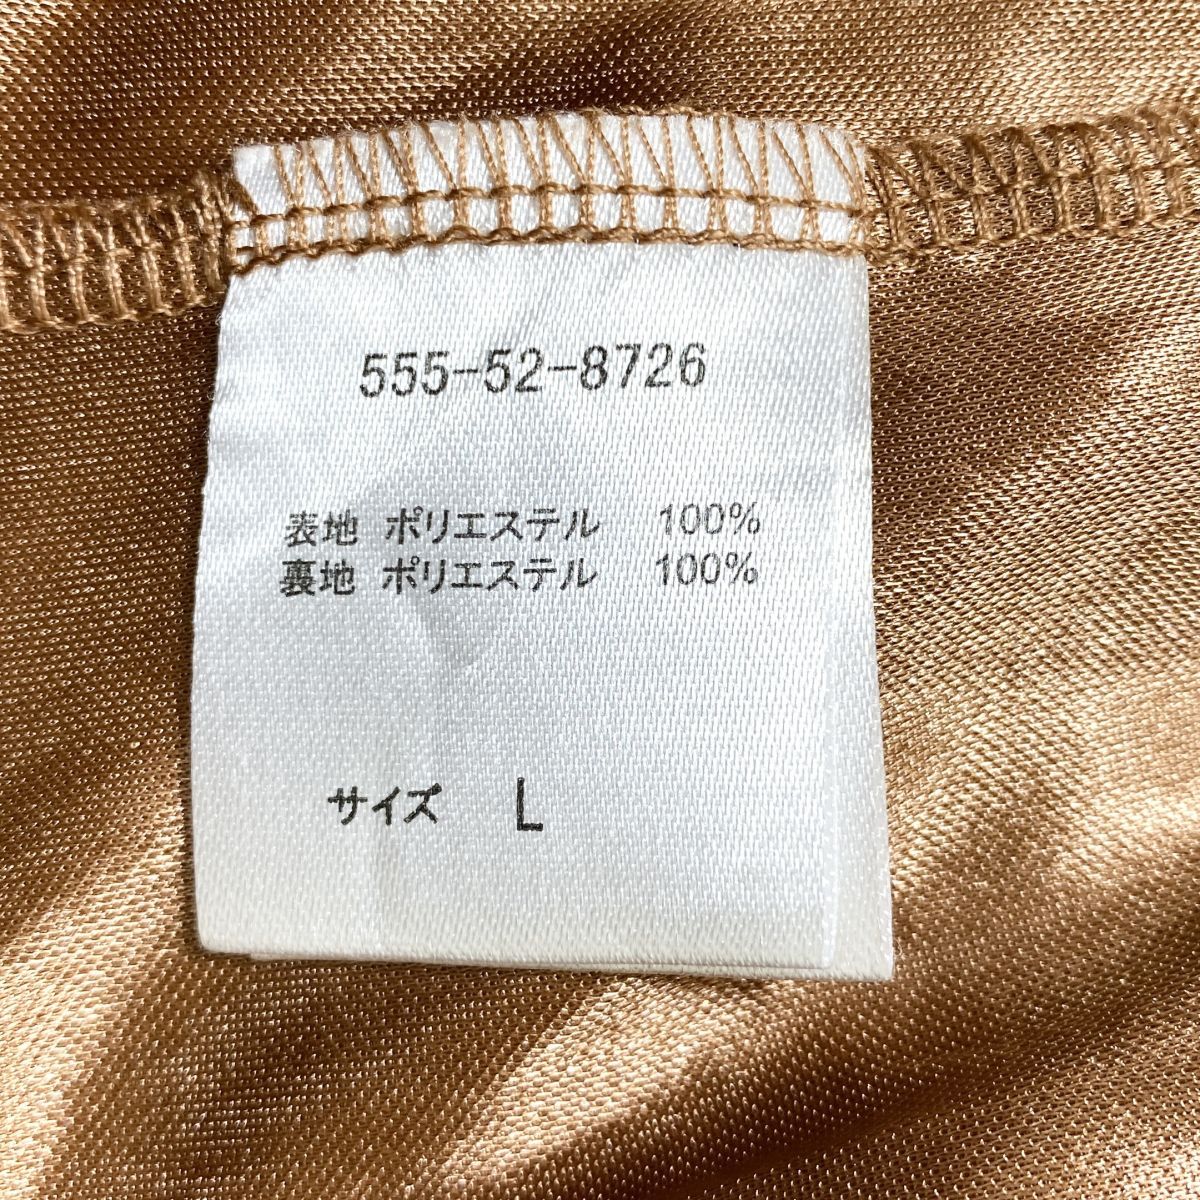 555-52-8726
表地 ポリエステル 100%
裏地 ポリエステル 100%
サイズ L